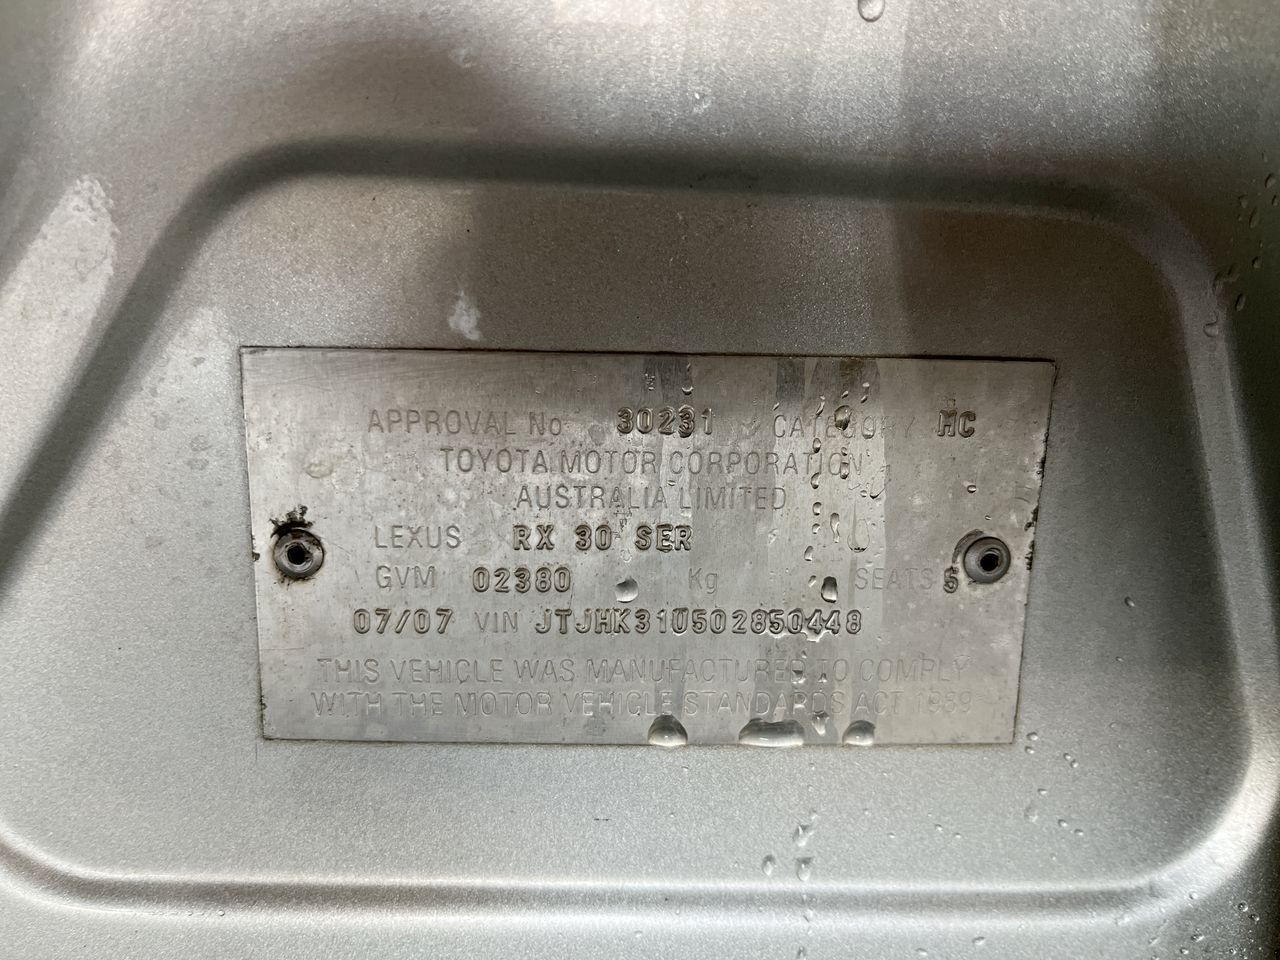 APPROVAL No 30231 CATEGORY MC
TOYOTA MOTOR CORPORATION
AUSTRALIA LIMITED
LEXUS RX 30 SER
GVM 02380 Kg SEATS 5
07/07 VIN JTJHK31U502850448
THIS VEHICLE WAS MANUFACTURED TO COMPLY
WITH THE MOTOR VEHICLE STANDARDS ACT 1989